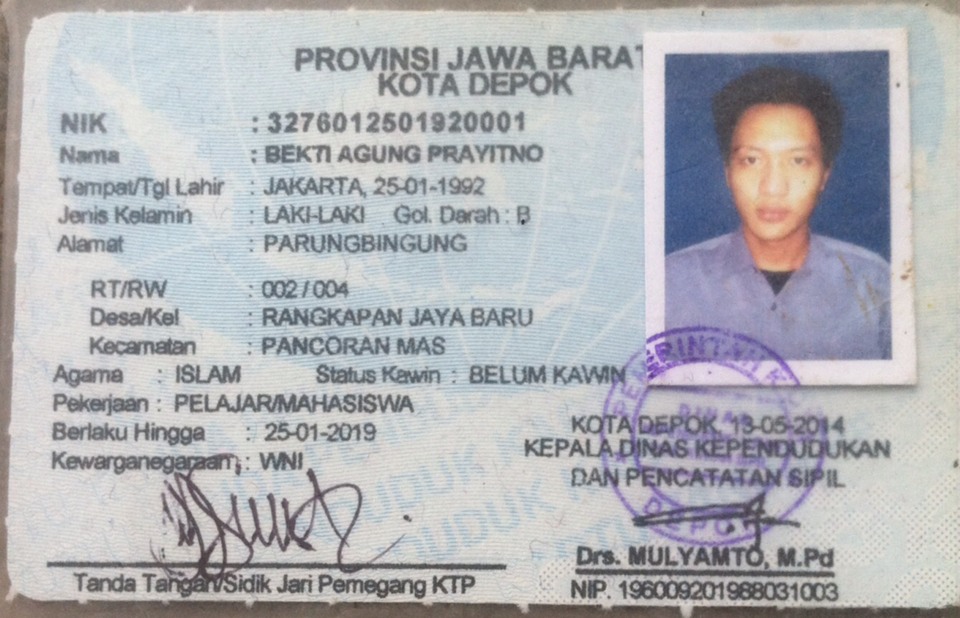 PROVINSI JAWA BARAT
KOTA DEPOK
NIK : 3276012501920001
Nama : BEKTI AGUNG PRAYITNO
Tempat/Tgl Lahir : JAKARTA, 25-01-1992
Jenis Kelamin : LAKI-LAKI Gol. Darah : B
Alamat : PARUNGBINGUNG
RT/RW : 002 / 004
Desa/Kel : RANGKAPAN JAYA BARU
Kecamatan : PANCORAN MAS
Agama : ISLAM Status Kawin : BELUM KAWIN
Pekerjaan : PELAJAR/MAHASISWA
Berlaku Hingga : 25-01-2019
Kewarganegaraan : WNI
KOTA DEPOK, 13-05-2014
KEPALA DINAS KEPENDUDUKAN
DAN PENCATATAN SIPIL
DEPOK
Drs. MULYAMTO, M.Pd
NIP. 196009201988031003
Tanda Tangan/Sidik Jari Pemegang KTP